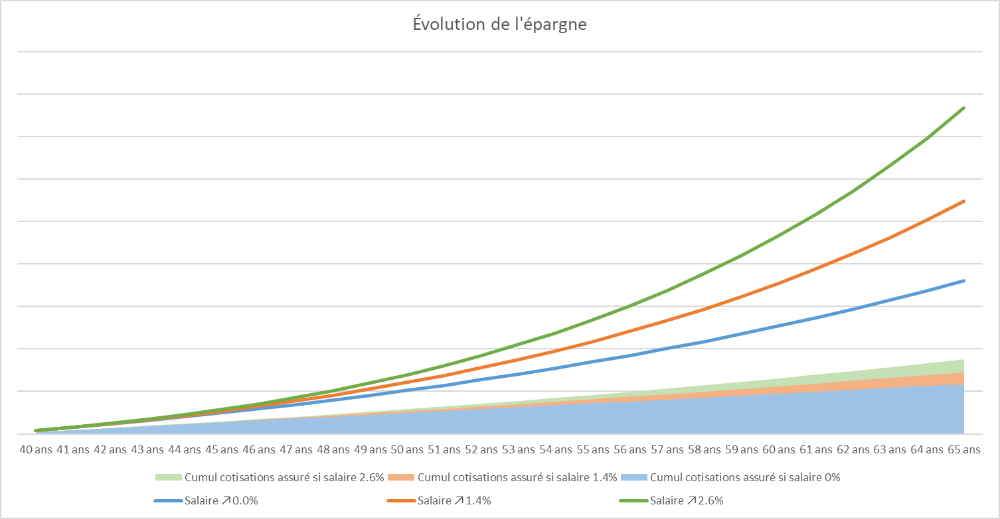 Évolution de l'épargne
40 ans 41 ans 42 ans 43 ans 44 ans 45 ans 46 ans 47 ans 48 ans 49 ans 50 ans 51 ans 52 ans 53 ans 54 ans 55 ans 56 ans 57 ans 58 ans 59 ans 60 ans 61 ans 62 ans 63 ans 64 ans 65 ans
Cumul cotisations assuré si salaire 2.6% Cumul cotisations assuré si salaire 1.4% Cumul cotisations assuré si salaire 0%
Salaire ↗0.0% Salaire ↗1.4% Salaire ↗2.6%